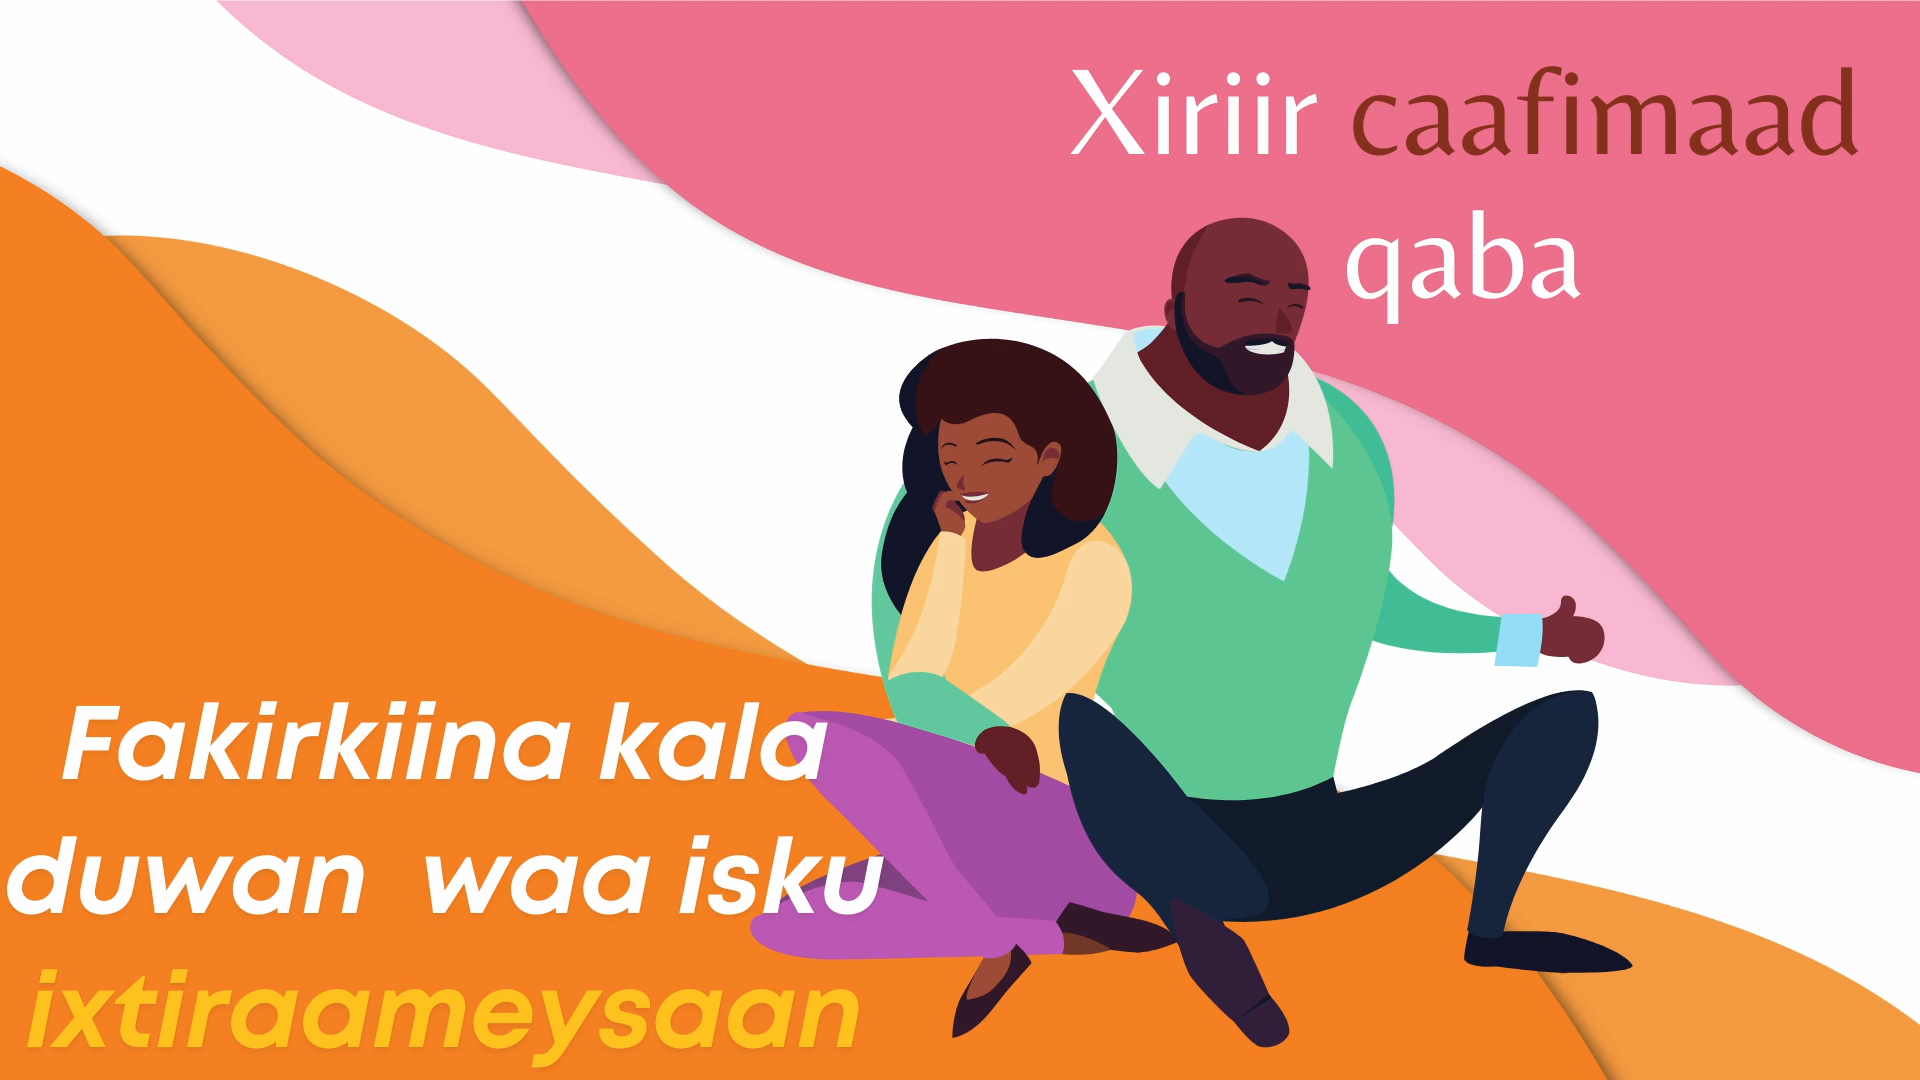 Xiriir caafimaad
qaba
Fakirkiina kala
duwan waa isku
ixtiraameysaan